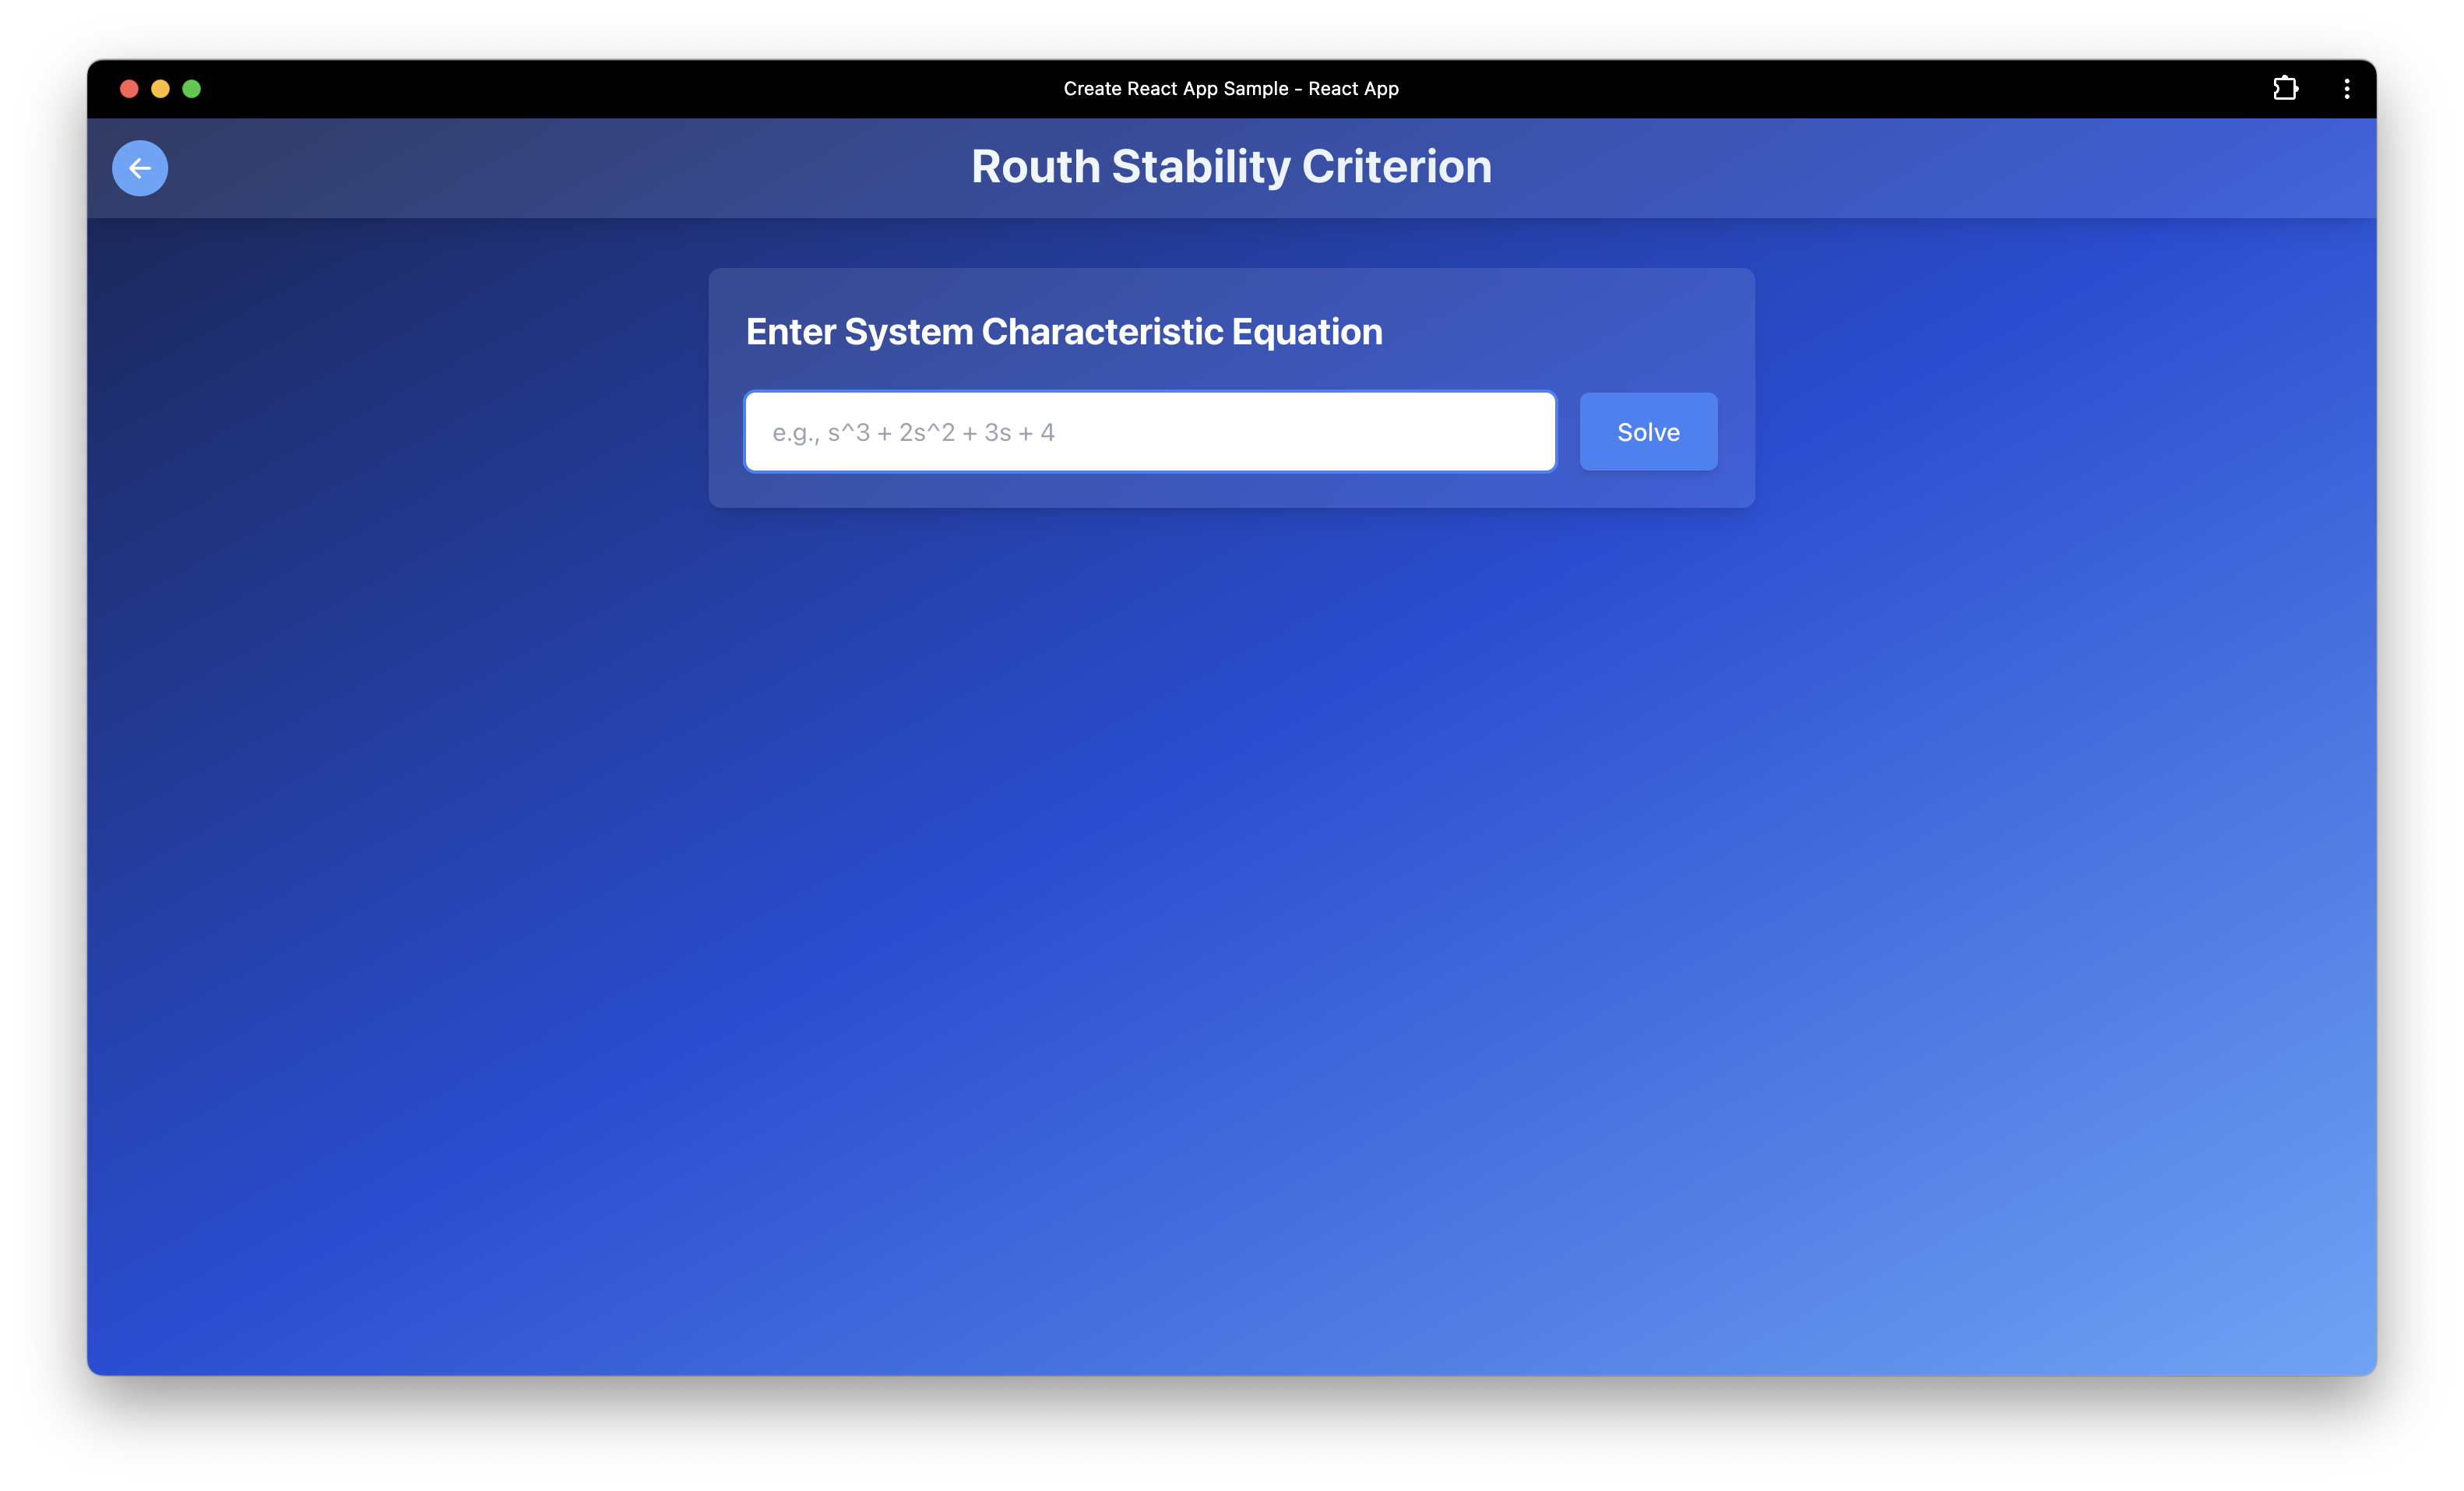 Create React App Sample - React App
Routh Stability Criterion
Enter System Characteristic Equation
e.g., s^3 + 2s^2 + 3s + 4
Solve